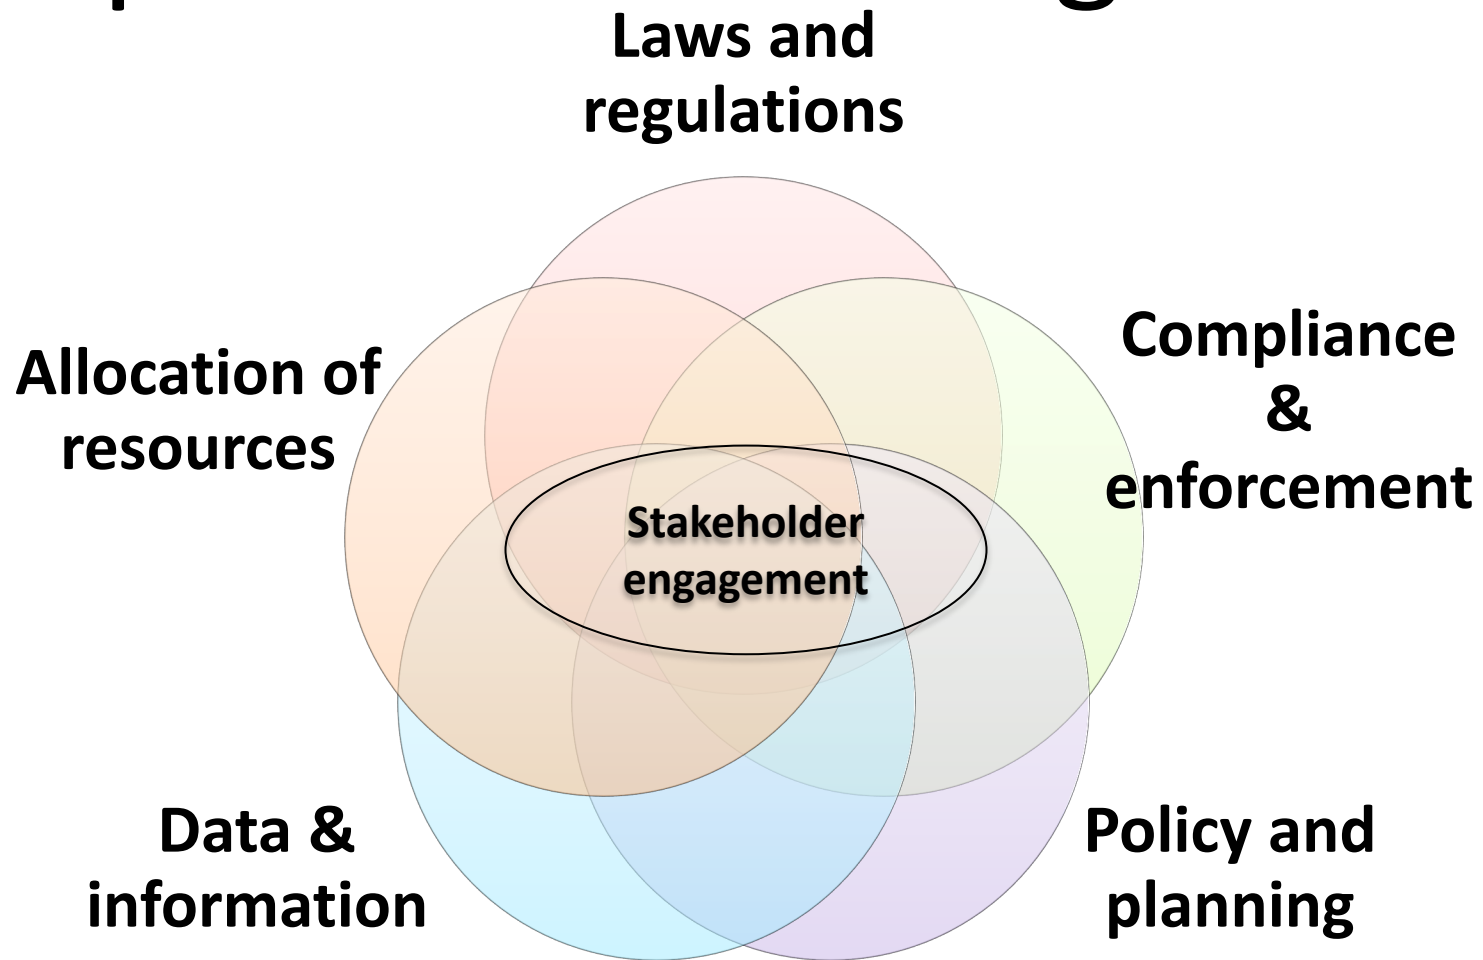 Laws and
regulations
Compliance
&
enforcement
Allocation of
resources
Stakeholder
engagement
Data &
information
Policy and
planning